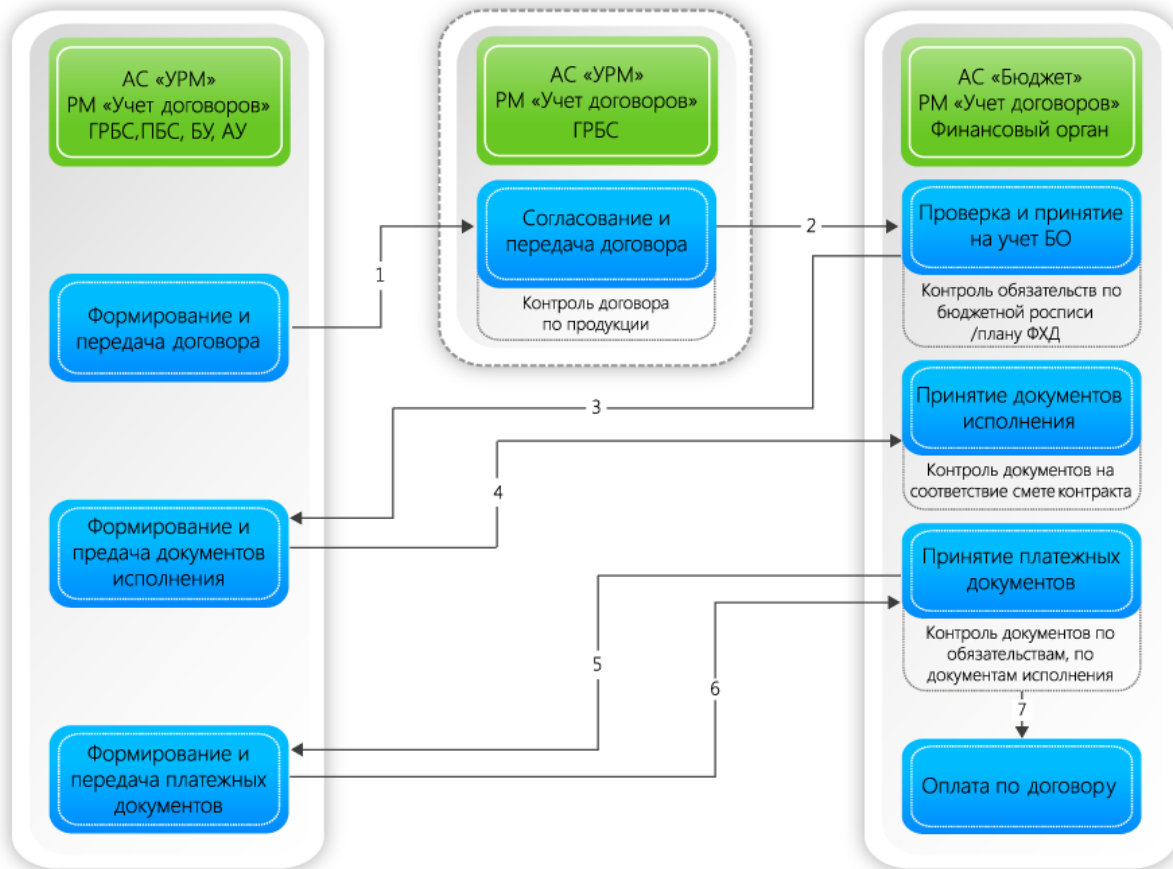 АС «УРМ»
РМ «Учет договоров»
ГРБС,ПБС, БУ, АУ
Формирование и
передача договора
Формирование и
предача документов
исполнения
Формирование и
передача платежных
документов
1
АС «УРМ»
РМ «Учет договоров»
ГРБС
Согласование и
передача договора
Контроль договора
по продукции
2
3
4
5
6
АС «Бюджет»
РМ «Учет договоров»
Финансовый орган
Проверка и принятие
на учет БО
Контроль обязательств по
бюджетной росписи
/плану ФХД
Принятие документов
исполнения
Контроль документов на
соответствие смете контракта
Принятие платежных
документов
Контроль документов по
обязательствам, по
документам исполнения
7
Оплата по договору